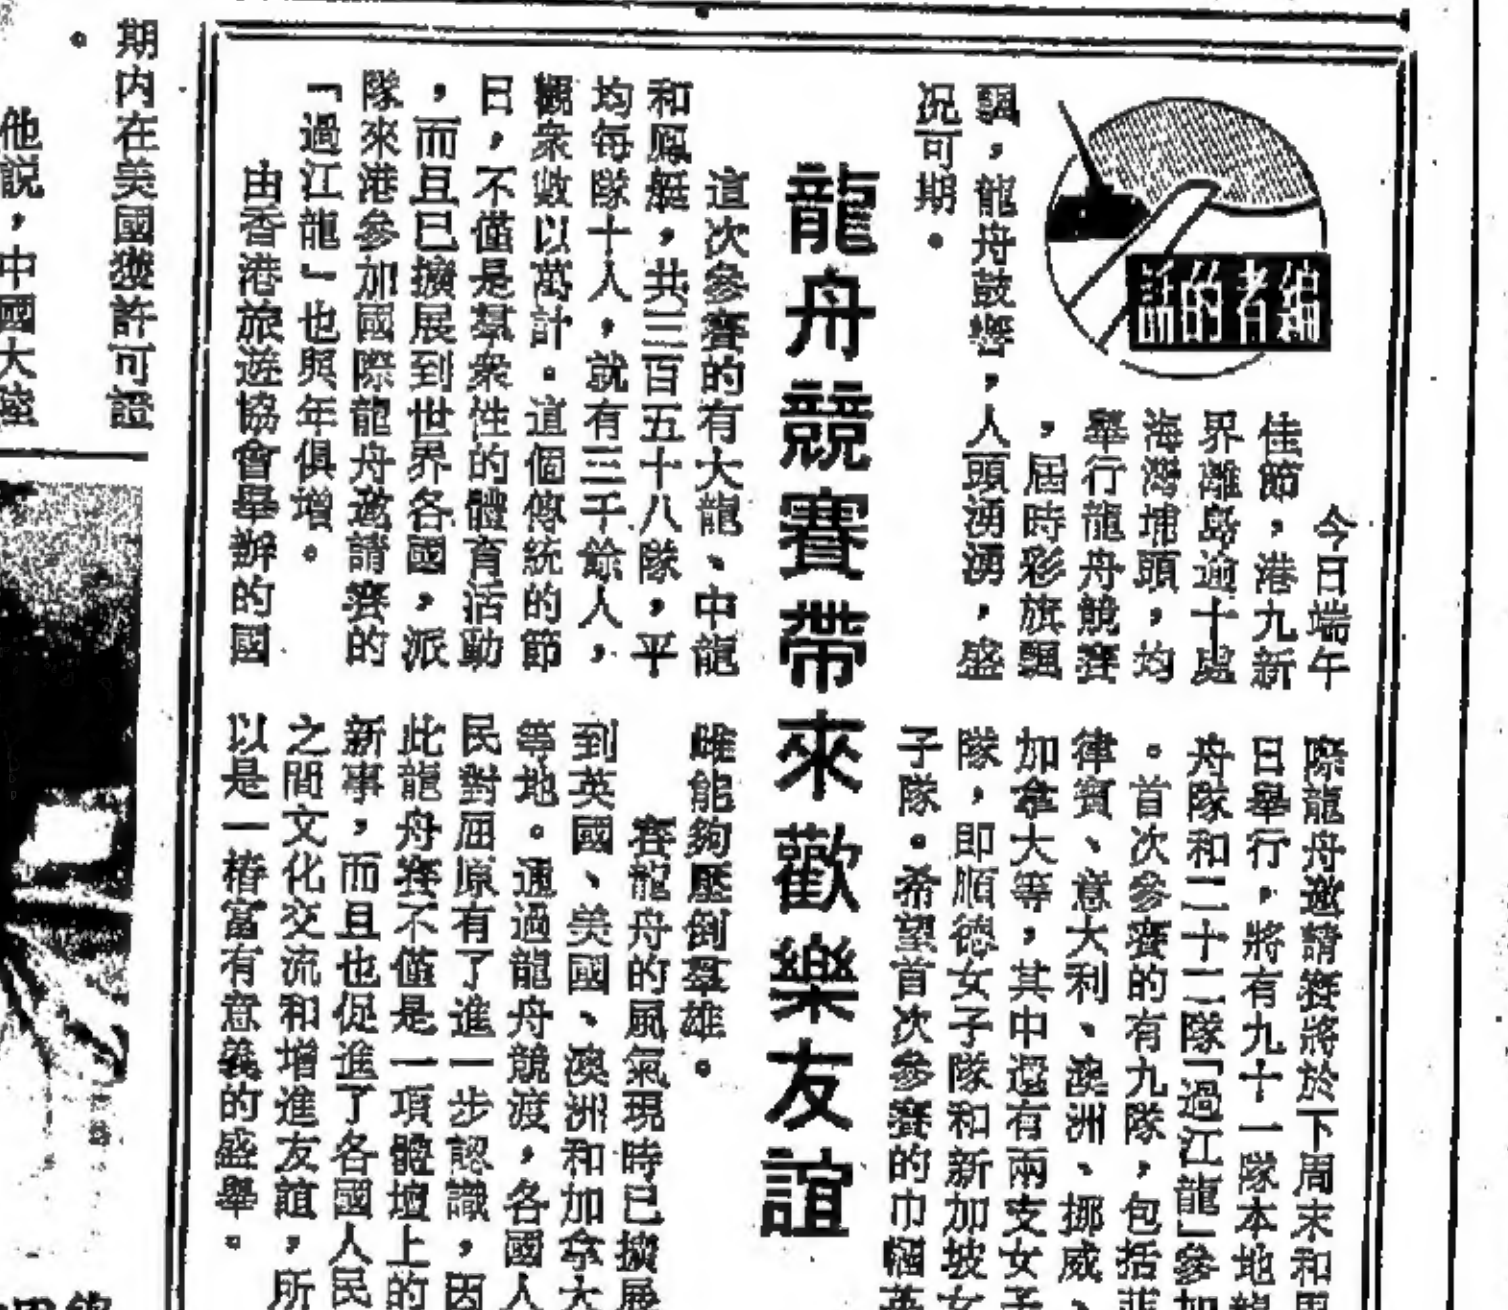 編者的話
龍舟競賽帶來歡樂友誼
今日端午
佳節，港九新
界離島逾十處
海灣埔頭，均
舉行龍舟競賽
，屆時彩旗飄
飄，龍舟鼓響，人頭湧湧，盛
況可期。
這次參賽的有大龍、中龍
和鳳艇，共三百五十八隊，平
均每隊十人，就有三千餘人，
觀衆數以萬計。這個傳統的節
日，不僅是羣衆性的體育活動
，而且已擴展到世界各國，派
隊來港參加國際龍舟邀請賽的
「過江龍」也照年俱增。
由香港旅遊協會舉辦的國
際龍舟邀請賽將於下周末和周
日舉行，將有九十一隊本地龍
舟隊和二十二隊「過江龍」參加
。首次參賽的有九隊，包括菲
律賓、意大利、澳洲、挪威、
加拿大等，其中還有兩支女子
隊，即順德女子隊和新加坡女
子隊。希望首次參賽的巾幗英
雌能夠壓倒羣雄。
賽龍舟的風氣現時已擴展
到英國、美國、澳洲和加拿大
等地。通過龍舟競渡，各國人
民對屈原有了進一步認識，因
此龍舟賽不僅是一項體壇上的
新事，而且也促進了各國人民
之間文化交流和增進友誼，所
以是一樁富有意義的盛舉。
期内在美國獲許可證
。
他説，中國大陸